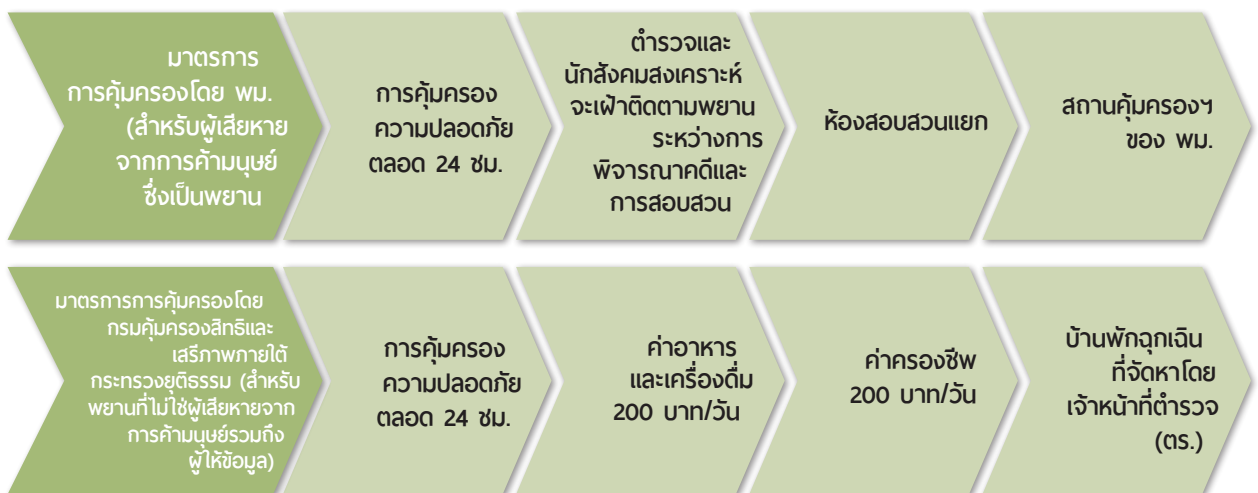 มาตรการ
การคุ้มครองโดย พม.
(สำหรับผู้เสียหาย
จากการค้ามนุษย์
ซึ่งเป็นพยาน
การคุ้มครอง
ความปลอดภัย
ตลอด 24 ชม.
ตำรวจและ
นักสังคมสงเคราะห์
จะเฝ้าติดตามพยาน
ระหว่างการ
พิจารณาคดีและ
การสอบสวน
ห้องสอบสวนแยก
สถานคุ้มครองฯ
ของ พม.
มาตรการการคุ้มครองโดย
กรมคุ้มครองสิทธิและ
เสรีภาพภายใต้
กระทรวงยุติธรรม (สำหรับ
พยานที่ไม่ใช่ผู้เสียหายจาก
การค้ามนุษย์รวมถึง
ผู้ให้ข้อมูล)
การคุ้มครอง
ความปลอดภัย
ตลอด 24 ชม.
ค่าอาหาร
และเครื่องดื่ม
200 บาท/วัน
ค่าครองชีพ
200 บาท/วัน
บ้านพักฉุกเฉิน
ที่จัดหาโดย
เจ้าหน้าที่ตำรวจ
(ตร.)